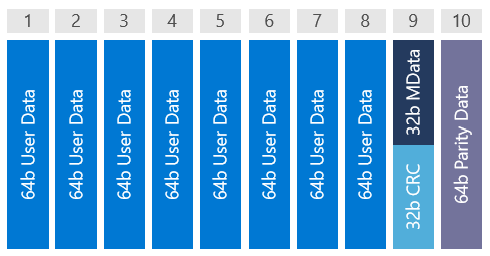 1 2 3 4 5 6 7 8 9 10
64b User Data
64b User Data
64b User Data
64b User Data
64b User Data
64b User Data
64b User Data
64b User Data
32b MData
32b CRC
64b Parity Data